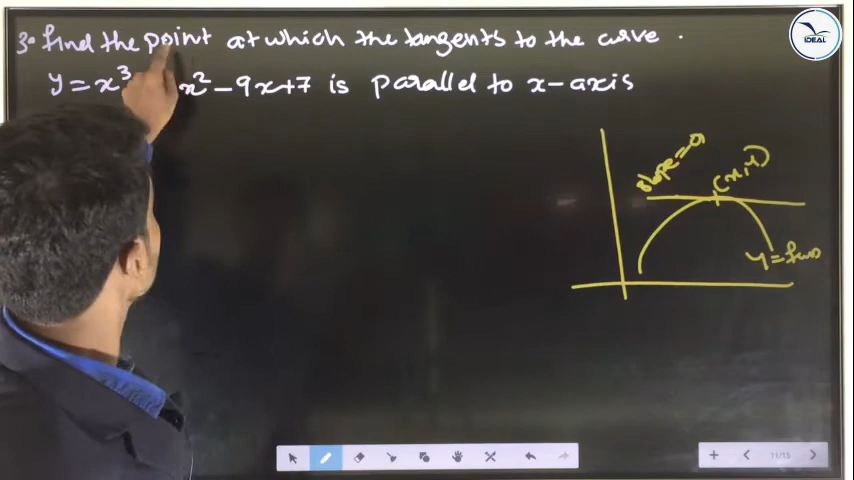 3. find the point at which the tangents to the curve.
y = x³ x² - 9x+7 is parallel to x-axis
slope=0
(x,y)
y=f(x)
IDEAL
11/15